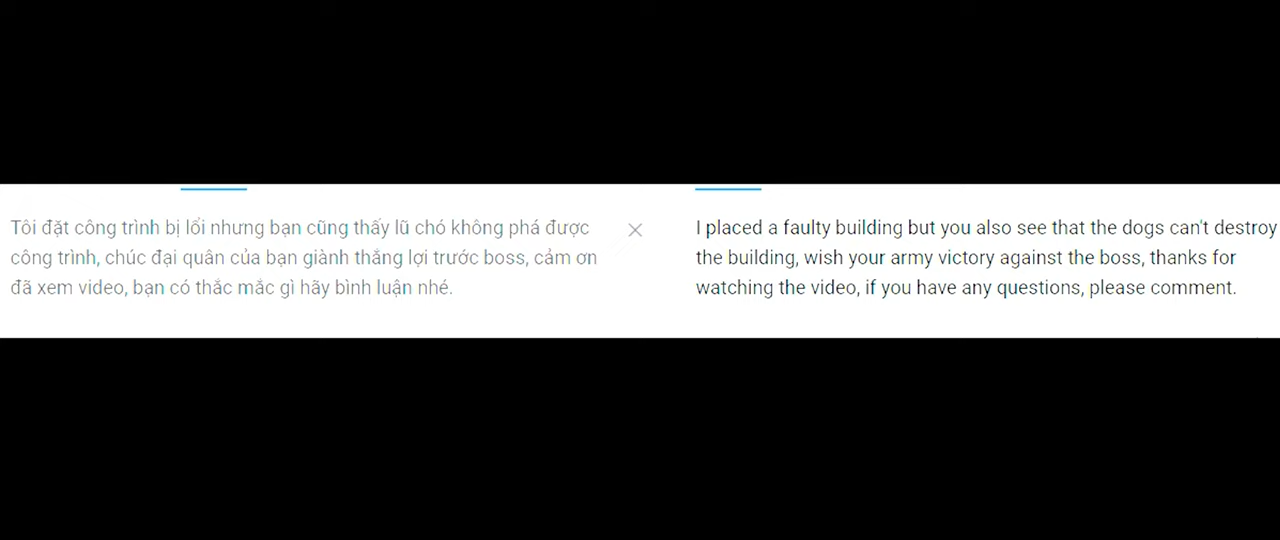 Tôi đặt công trình bị lổi nhưng bạn cũng thấy lũ chó không phá được
công trình, chúc đại quân của bạn giành thắng lợi trước boss, cảm ơn
đã xem video, bạn có thắc mắc gì hãy bình luận nhé.
I placed a faulty building but you also see that the dogs can't destroy
the building, wish your army victory against the boss, thanks for
watching the video, if you have any questions, please comment.